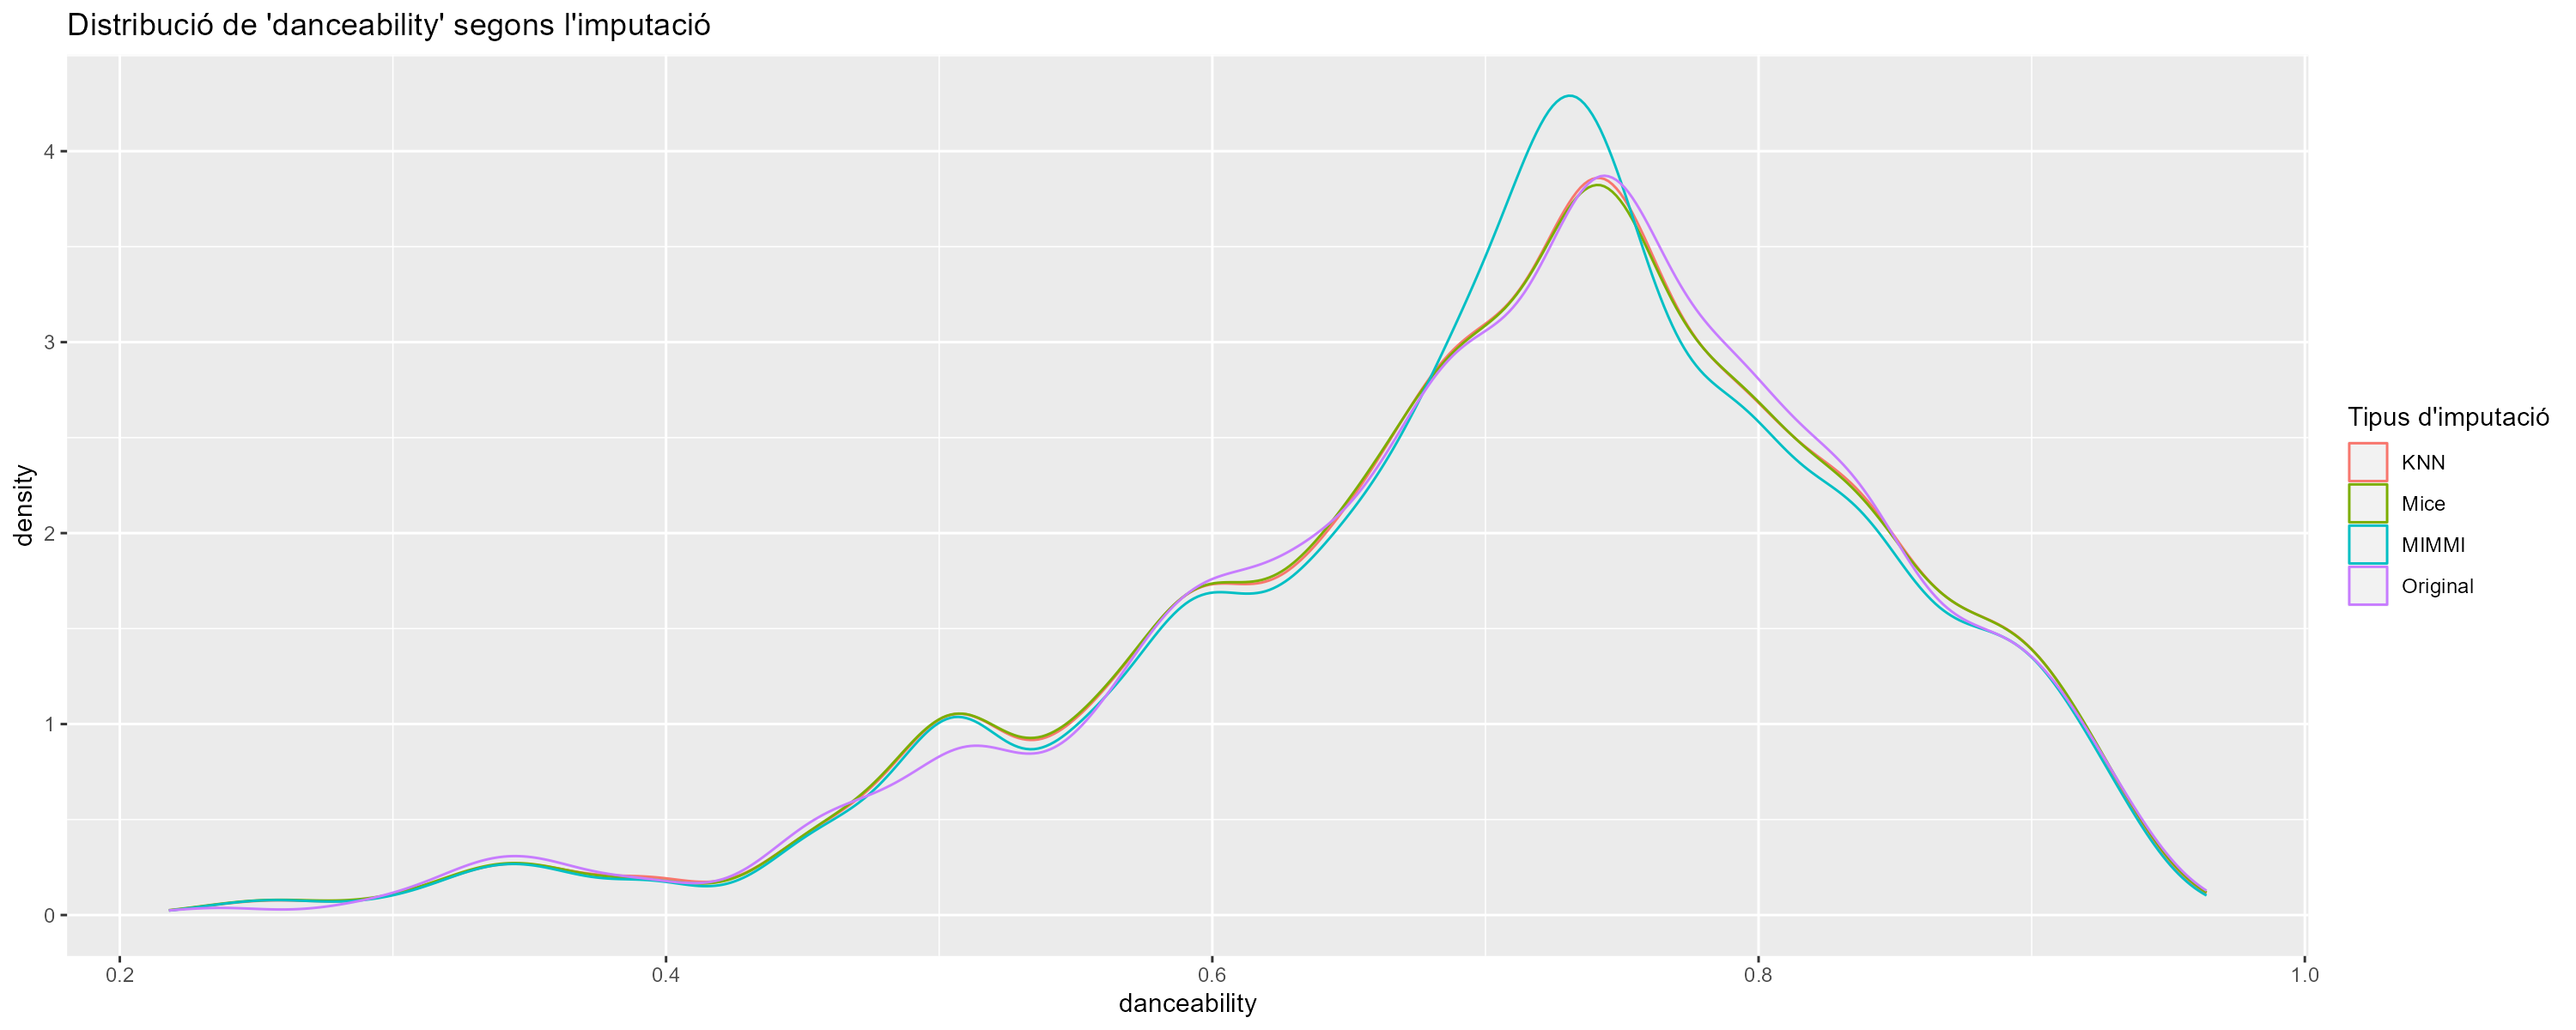 Distribució de 'danceability' segons l'imputació
density
4
3
2
1
0
0.2
0.4
0.6
0.8
1.0
danceability
Tipus d'imputació
KNN
Mice
MIMMI
Original